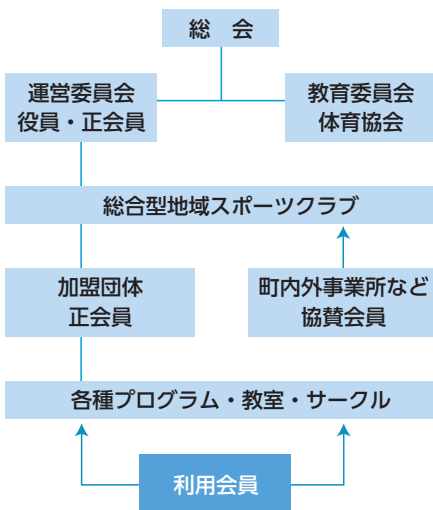 総　会
運営委員会
役員・正会員
教育委員会
体育協会
総合型地域スポーツクラブ
加盟団体
正会員
町内外事業所など
協賛会員
各種プログラム・教室・サークル
利用会員